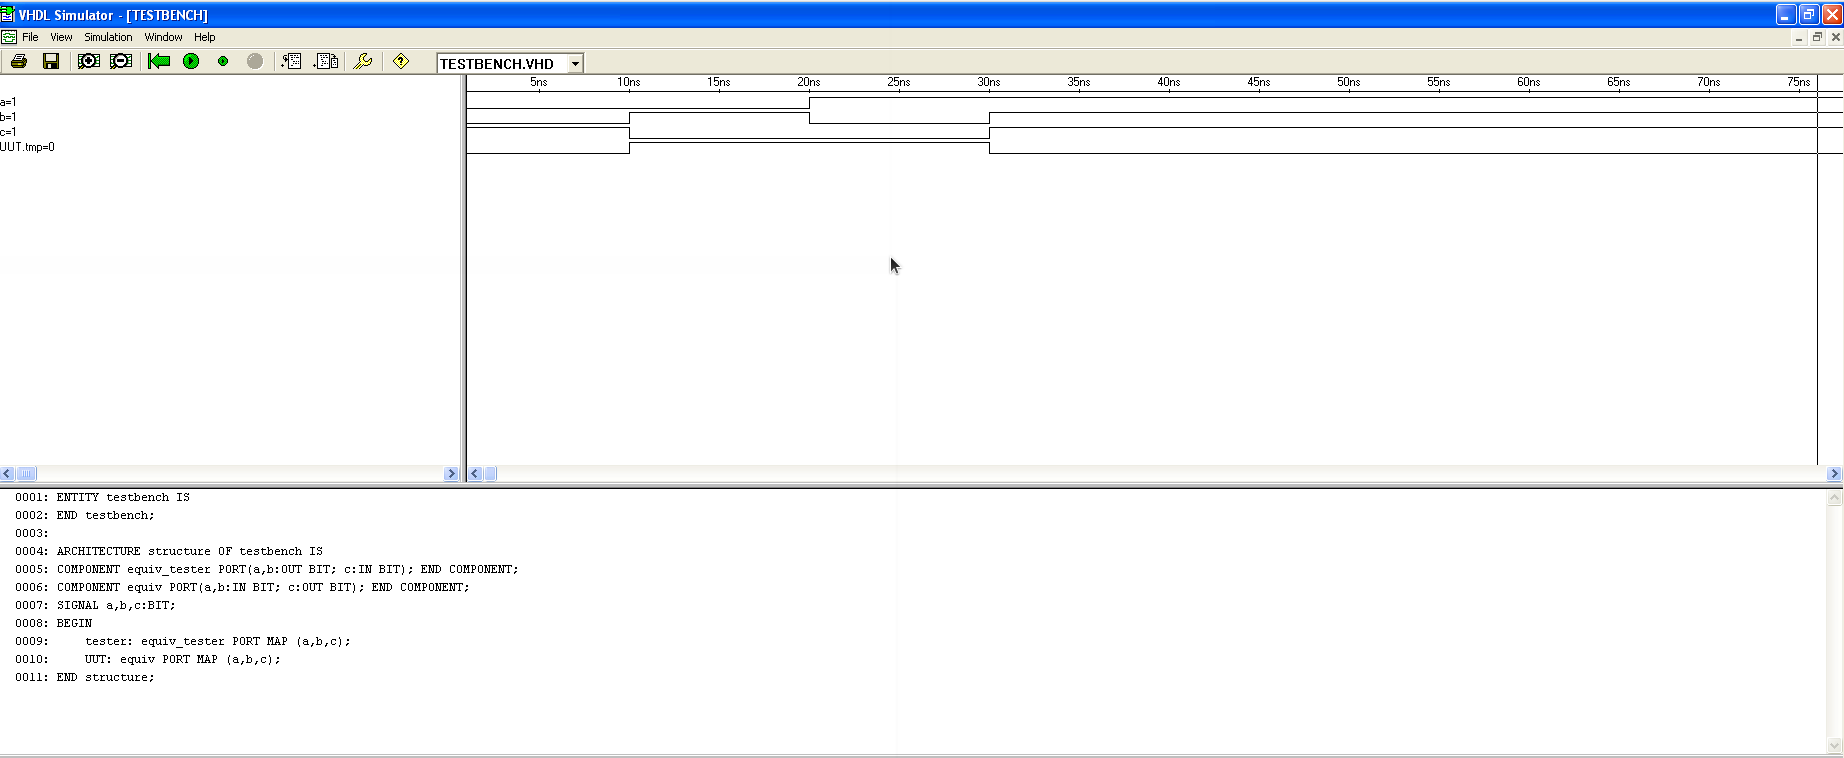 VHDL Simulator - [TESTBENCH]
File View Simulation Window Help
TESTBENCH.VHD
5ns 10ns 15ns 20ns 25ns 30ns 35ns 40ns 45ns 50ns 55ns 60ns 65ns 70ns 75ns
a=1
b=1
c=1
UUT.tmp=0
0001: ENTITY testbench IS
0002: END testbench;
0003:
0004: ARCHITECTURE structure OF testbench IS
0005: COMPONENT equiv_tester PORT(a,b:OUT BIT; c:IN BIT); END COMPONENT;
0006: COMPONENT equiv PORT(a,b:IN BIT; c:OUT BIT); END COMPONENT;
0007: SIGNAL a,b,c:BIT;
0008: BEGIN
0009:     tester: equiv_tester PORT MAP (a,b,c);
0010:     UUT: equiv PORT MAP (a,b,c);
0011: END structure;